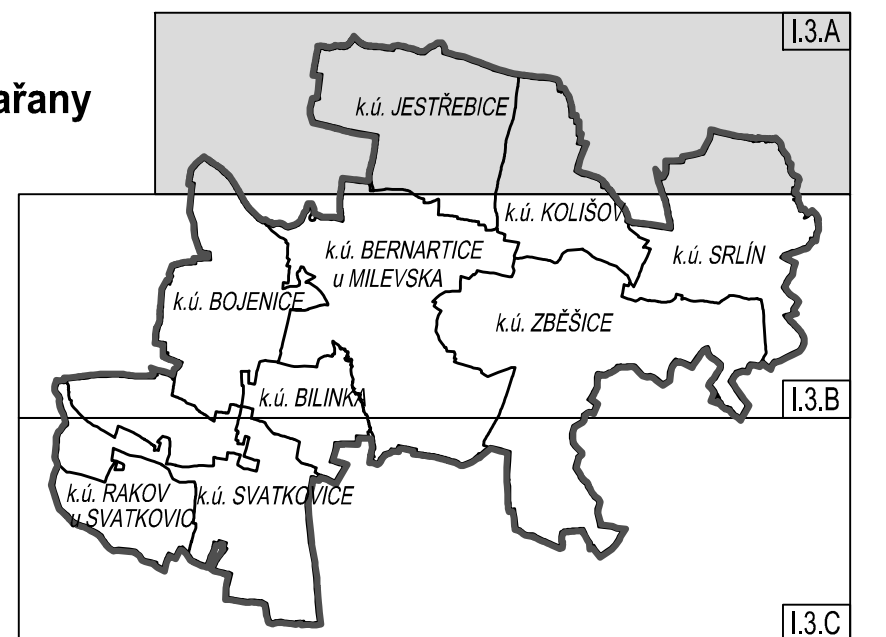 I.3.A
ařany
k.ú. JESTŘEBICE
k.ú. KOLIŠOV
k.ú. BERNARTICE
u MILEVSKA
k.ú. SRLÍN
k.ú. BOJENICE
k.ú. ZBĚŠICE
k.ú. BILINKA
I.3.B
k.ú. RAKOV
u SVATKOVIC
k.ú. SVATKOVICE
I.3.C